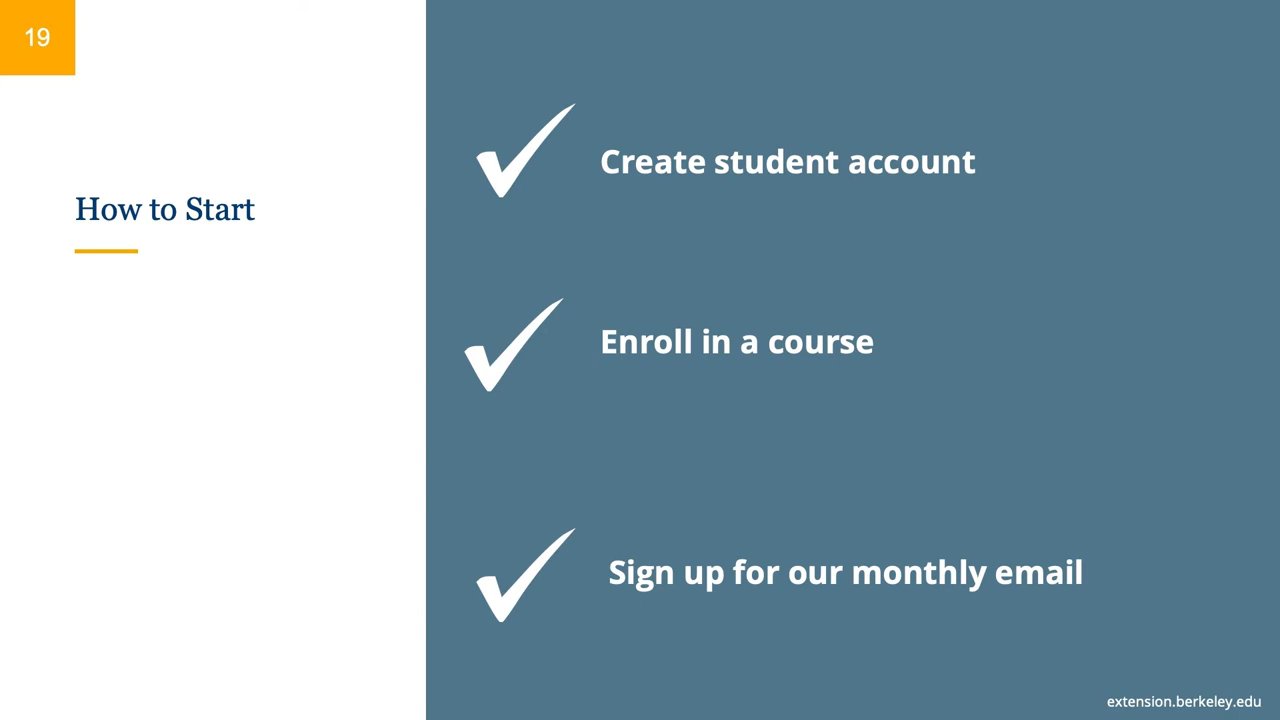 19
How to Start
Create student account
Enroll in a course
Sign up for our monthly email
extension.berkeley.edu